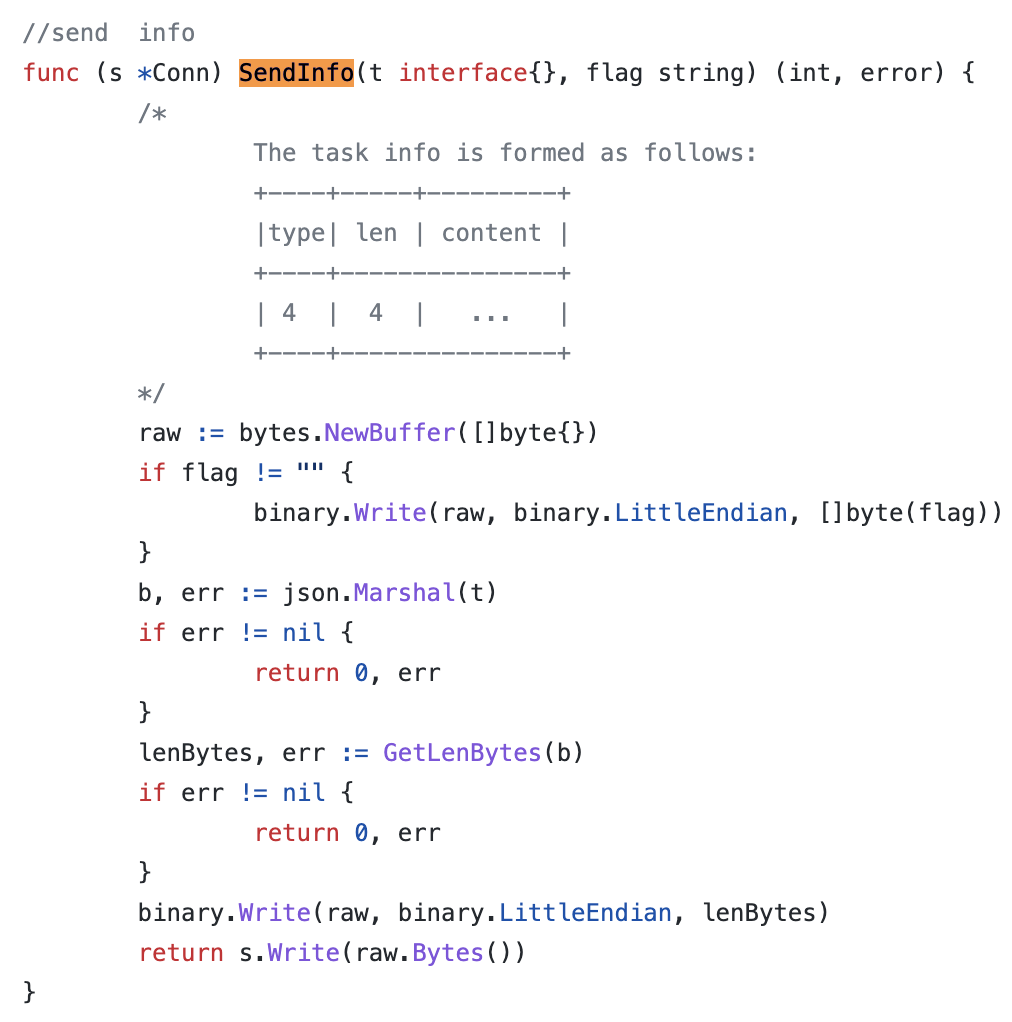 //send  info
func (s *Conn) SendInfo(t interface{}, flag string) (int, error) {
	/*
		The task info is formed as follows:
		+----+-----+---------+
		|type| len | content |
		+----+---------------+
		| 4  |  4  |   ...   |
		+----+---------------+
	*/
	raw := bytes.NewBuffer([]byte{})
	if flag != "" {
		binary.Write(raw, binary.LittleEndian, []byte(flag))
	}
	b, err := json.Marshal(t)
	if err != nil {
		return 0, err
	}
	lenBytes, err := GetLenBytes(b)
	if err != nil {
		return 0, err
	}
	binary.Write(raw, binary.LittleEndian, lenBytes)
	return s.Write(raw.Bytes())
}